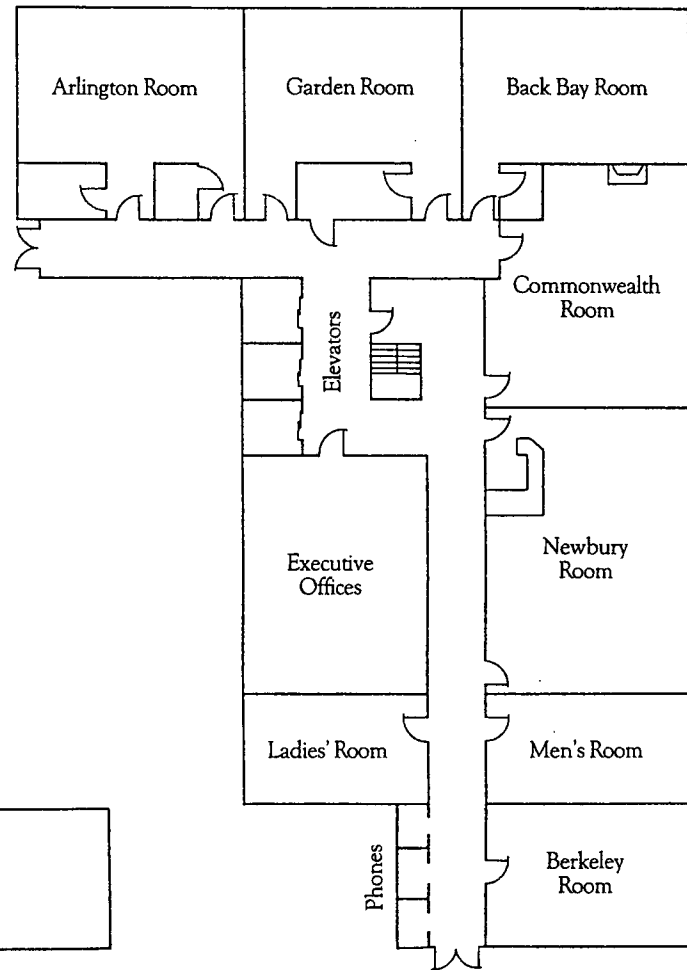 Arlington Room
Garden Room
Back Bay Room
Commonwealth
Room
Elevators
Newbury
Room
Executive
Offices
Ladies' Room
Men's Room
Phones
Berkeley
Room